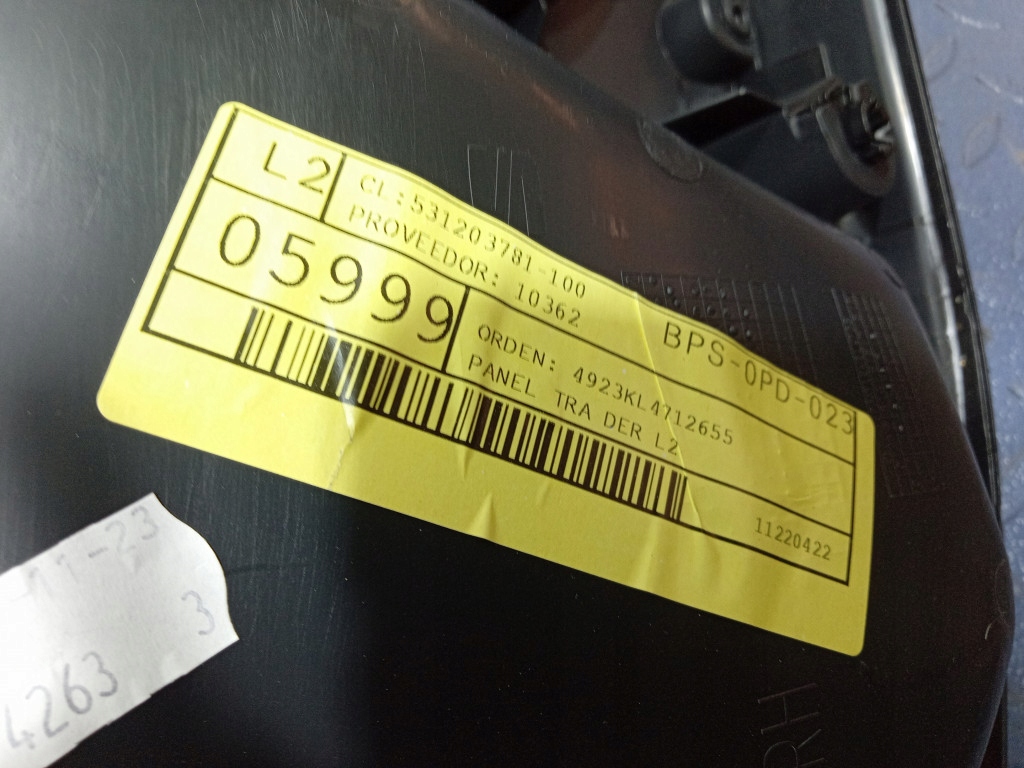 L2
CL:531203781-100
PROVEEDOR: 10362
BPS-0PD-023
05999
ORDEN: 4923KL4712655
PANEL TRA DER L2
11220422
-23
3
4263
RH